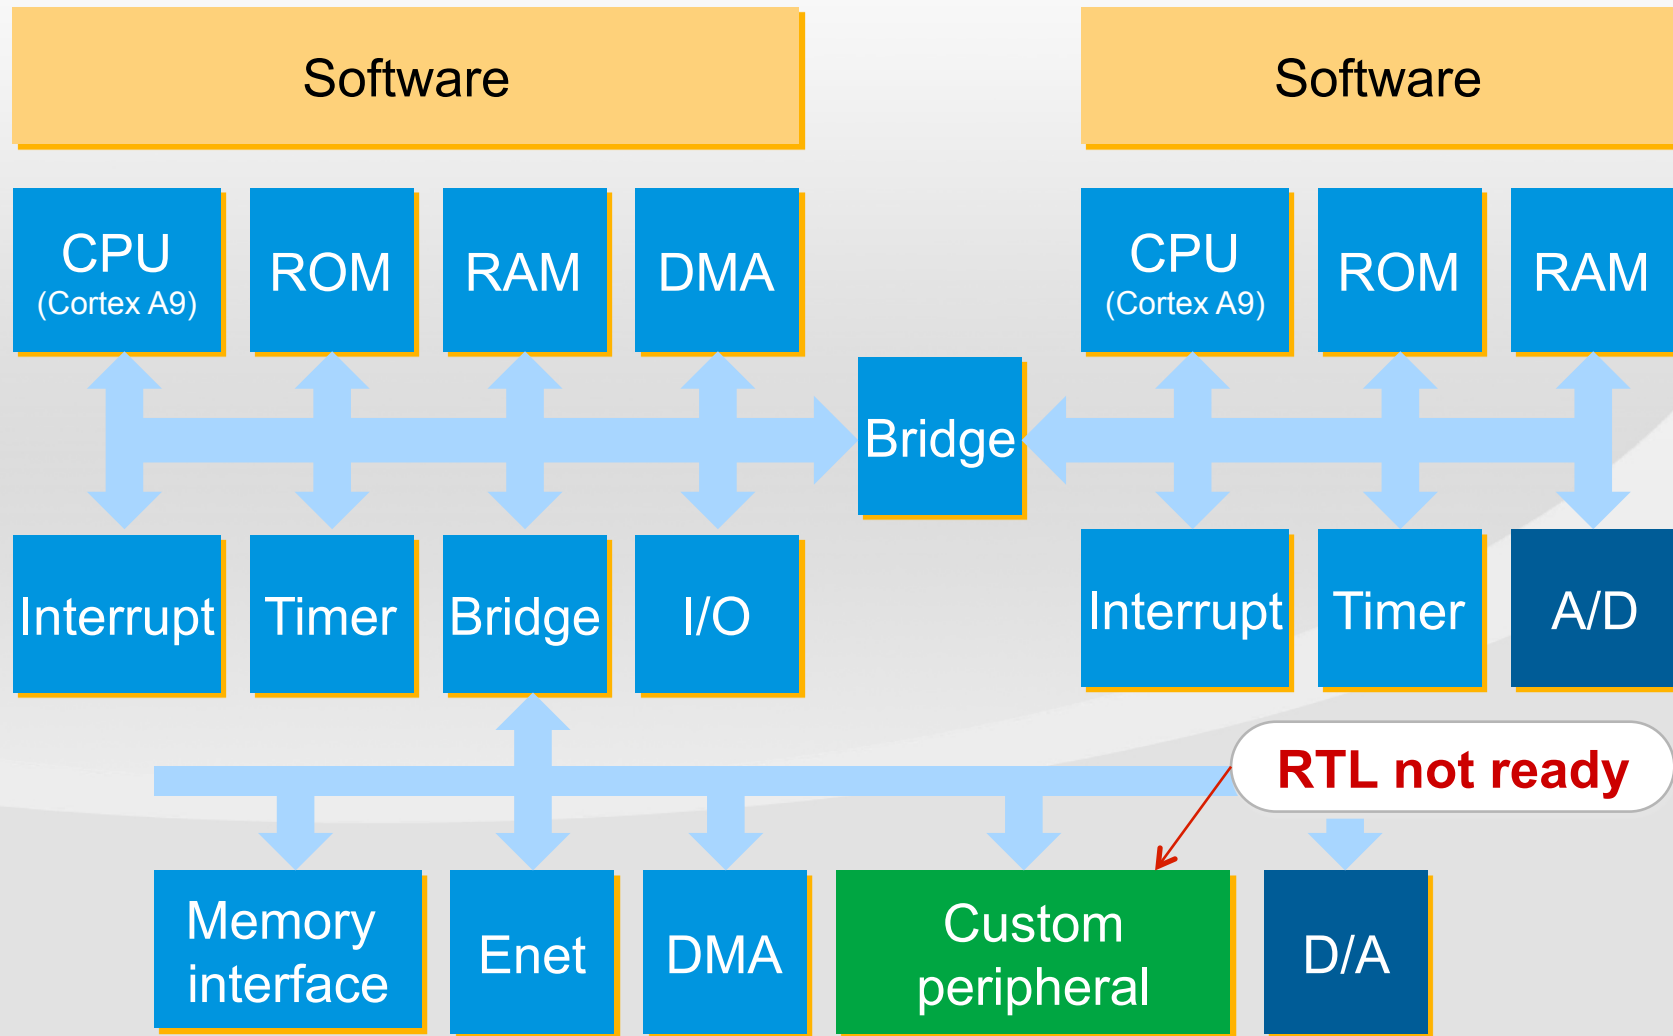 Software
Software
CPU
(Cortex A9)
ROM
RAM
DMA
CPU
(Cortex A9)
ROM
RAM
Bridge
Interrupt
Timer
Bridge
I/O
Interrupt
Timer
A/D
RTL not ready
Memory
interface
Enet
DMA
Custom
peripheral
D/A